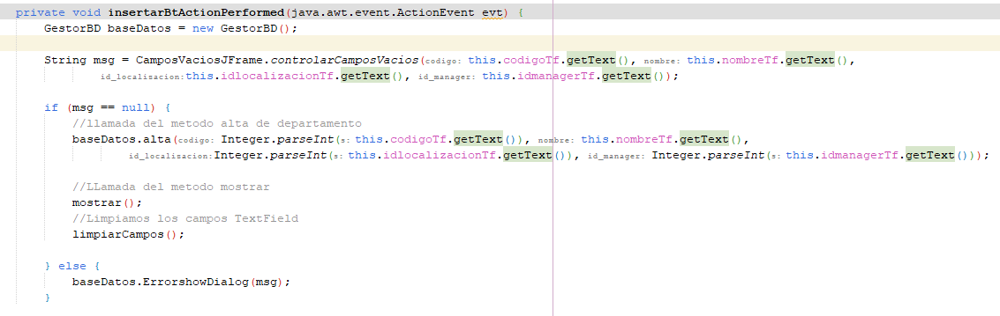 private void insertarBtActionPerformed(java.awt.event.ActionEvent evt) {
GestorBD baseDatos = new GestorBD();
String msg = CamposVaciosJFrame.controlarCamposVacios(codigo: this.codigoTf.getText(), nombre: this.nombreTf.getText(),
id_localisacion:this.idlocalizacionTf.getText(), id_manager: this.idmanagerTf.getText());
if (msg == null) {
//llamada del metodo alta de departamento
baseDatos.alta(codigo: Integer.parseInt(s: this.codigoTf.getText()), nombre: this.nombreTf.getText(),
id_localisacion:Integer.parseInt(s: this.idlocalizacionTf.getText()), id_manager: Integer.parseInt(s: this.idmanagerTf.getText()));
//LLamada del metodo mostrar
mostrar();
//Limpiamos los campos TextField
limpiarCampos();
} else {
baseDatos.ErrorshowDialog(msg);
}